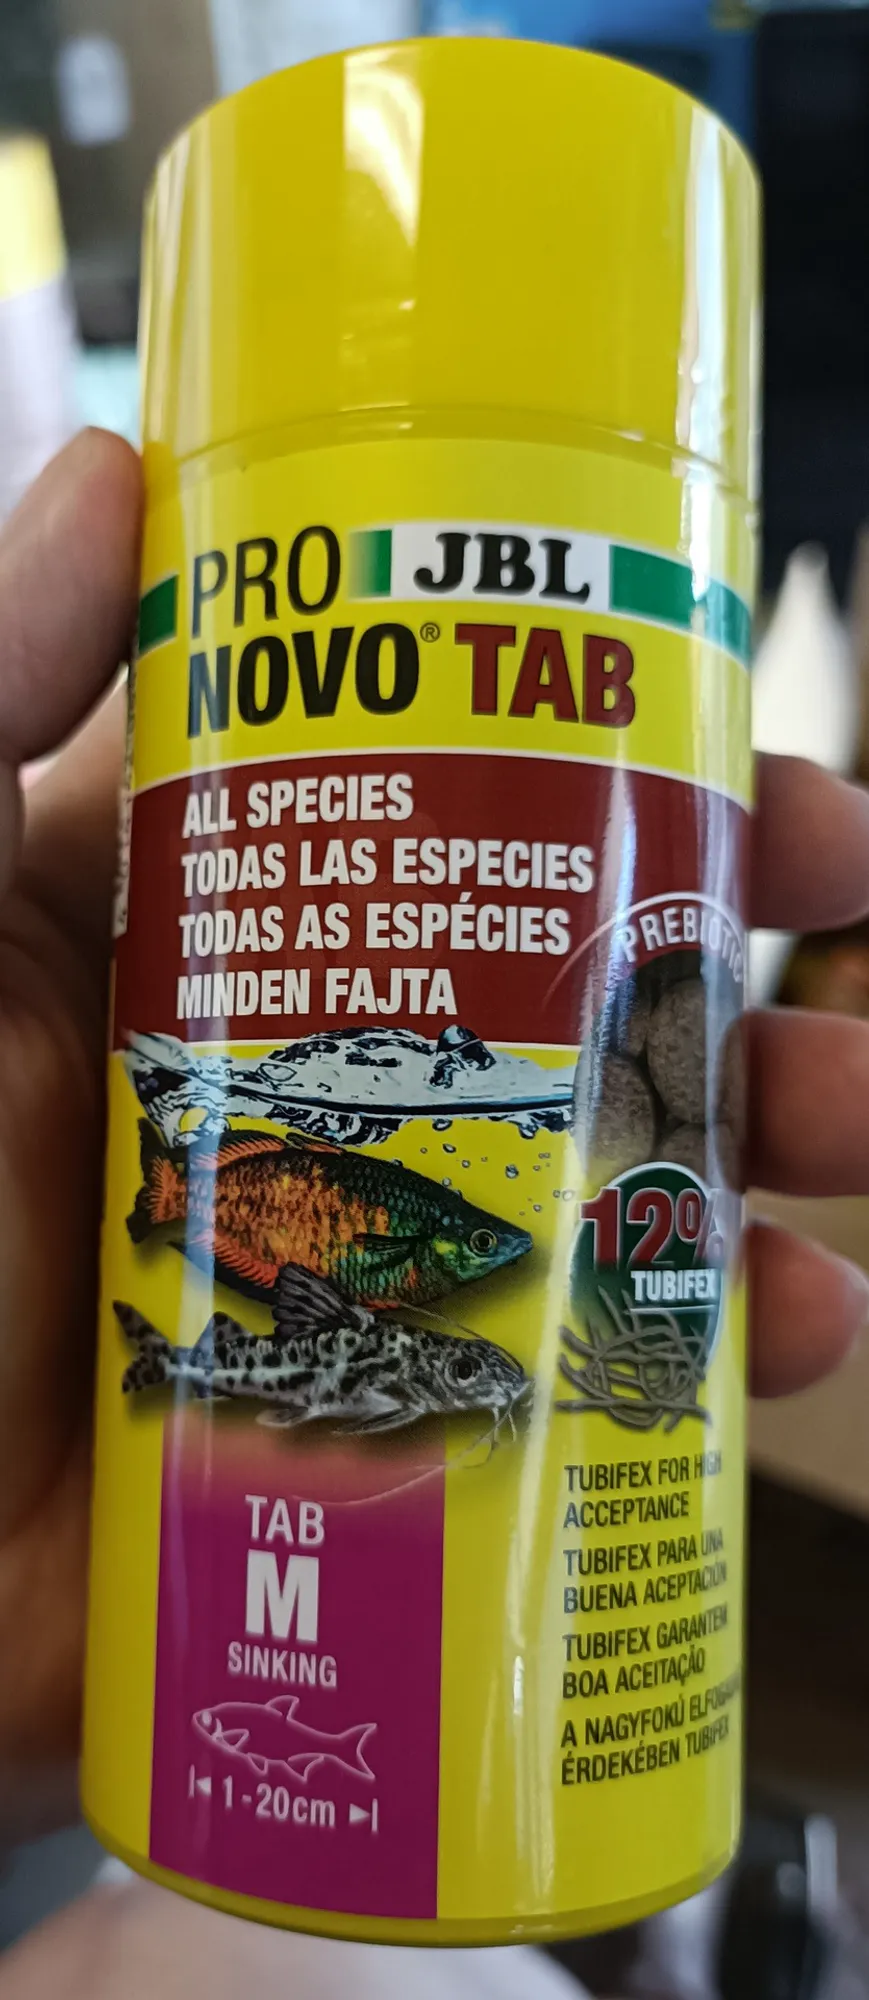 PRO JBL
NOVO® TAB
ALL SPECIES
TODAS LAS ESPECIES
TODAS AS ESPÉCIES
MINDEN FAJTA
PREBIOTIC
12%
TUBIFEX
TUBIFEX FOR HIGH
ACCEPTANCE
TUBIFEX PARA UNA
BUENA ACEPTACIÓN
TUBIFEX GARANTEM
BOA ACEITAÇÃO
A NAGYFOKÚ
ÉRDEKÉBEN TUBIFEX
TAB
M
SINKING
1-20cm